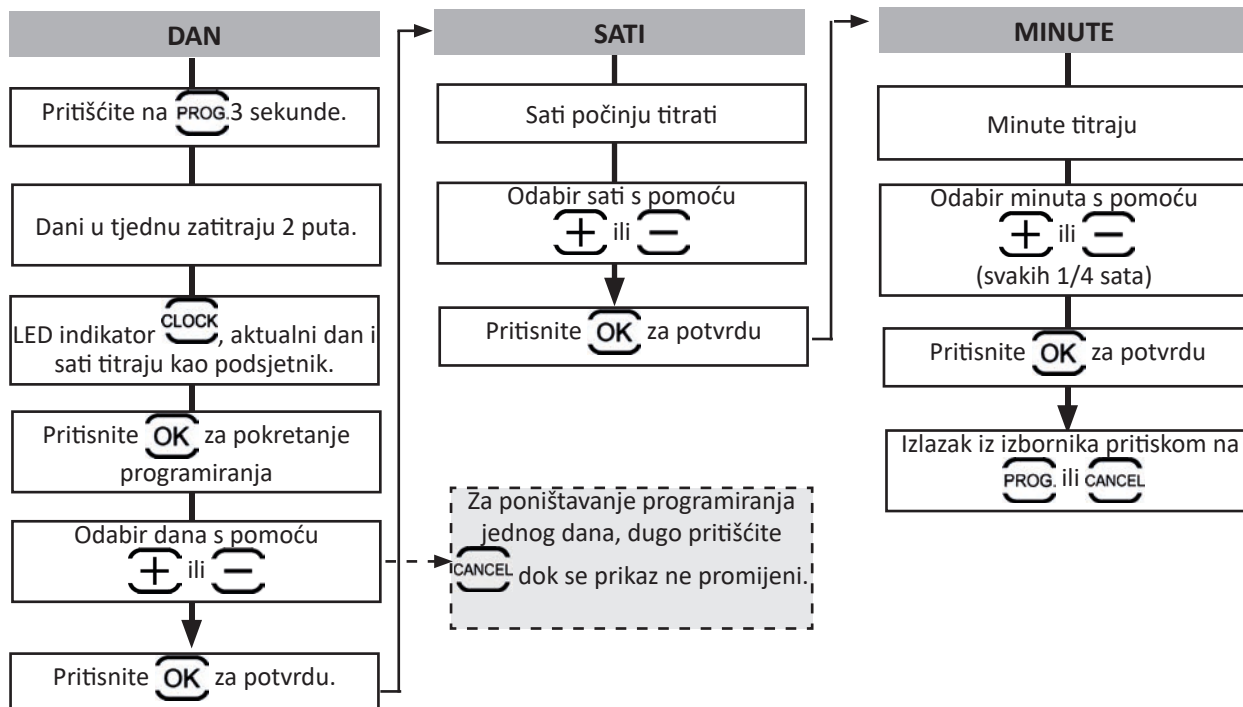 DAN
Pritišćite na PROG. 3 sekunde.
Dani u tjednu zatitraju 2 puta.
LED indikator CLOCK, aktualni dan i
sati titraju kao podsjetnik.
Pritisnite OK za pokretanje
programiranja
Odabir dana s pomoću
+ ili −
Pritisnite OK za potvrdu.
SATI
Sati počinju titrati
Odabir sati s pomoću
+ ili −
Pritisnite OK za potvrdu
Za poništavanje programiranja
jednog dana, dugo pritišćite
CANCEL dok se prikaz ne promijeni.
MINUTE
Minute titraju
Odabir minuta s pomoću
+ ili −
(svakih 1/4 sata)
Pritisnite OK za potvrdu
Izlazak iz izbornika pritiskom na
PROG. ili CANCEL